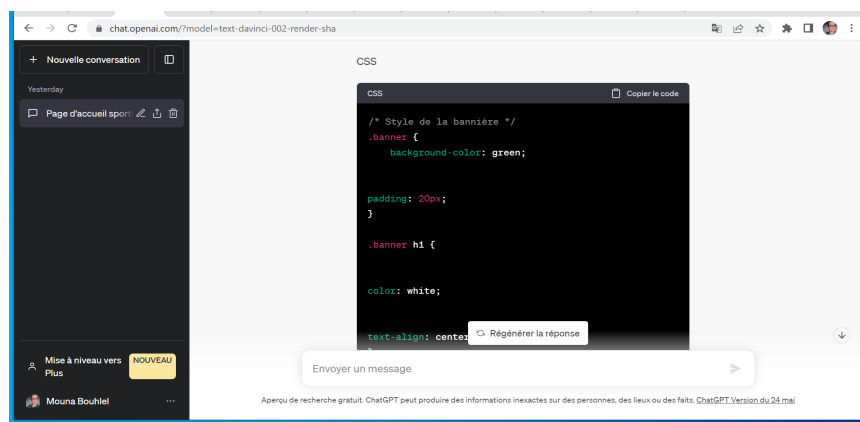 chat.openai.com/?model=text-davinci-002-render-sha
+ Nouvelle conversation
Yesterday
Page d'accueil sport
CSS
CSS
Copier le code
/* Style de la bannière */
.banner {
background-color: green;
padding: 20px;
}
.banner h1 {
color: white;
text-align: center
Régénérer la réponse
Mise à niveau vers Plus
NOUVEAU
Mouna Bouhlel
...
Envoyer un message
Aperçu de recherche gratuit. ChatGPT peut produire des informations inexactes sur des personnes, des lieux ou des faits. ChatGPT Version du 24 mai